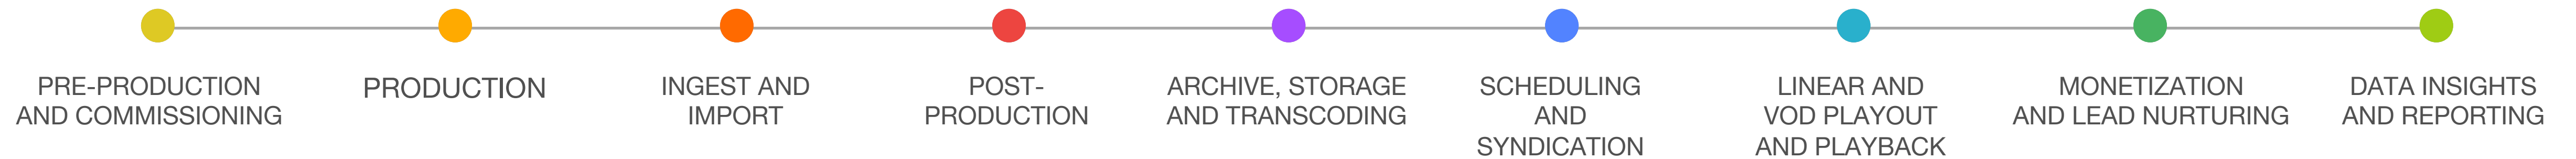 PRE-PRODUCTION
AND COMMISSIONING
PRODUCTION
INGEST AND
IMPORT
POST-
PRODUCTION
ARCHIVE, STORAGE
AND TRANSCODING
SCHEDULING
AND
SYNDICATION
LINEAR AND
VOD PLAYOUT
AND PLAYBACK
MONETIZATION
AND LEAD NURTURING
DATA INSIGHTS
AND REPORTING